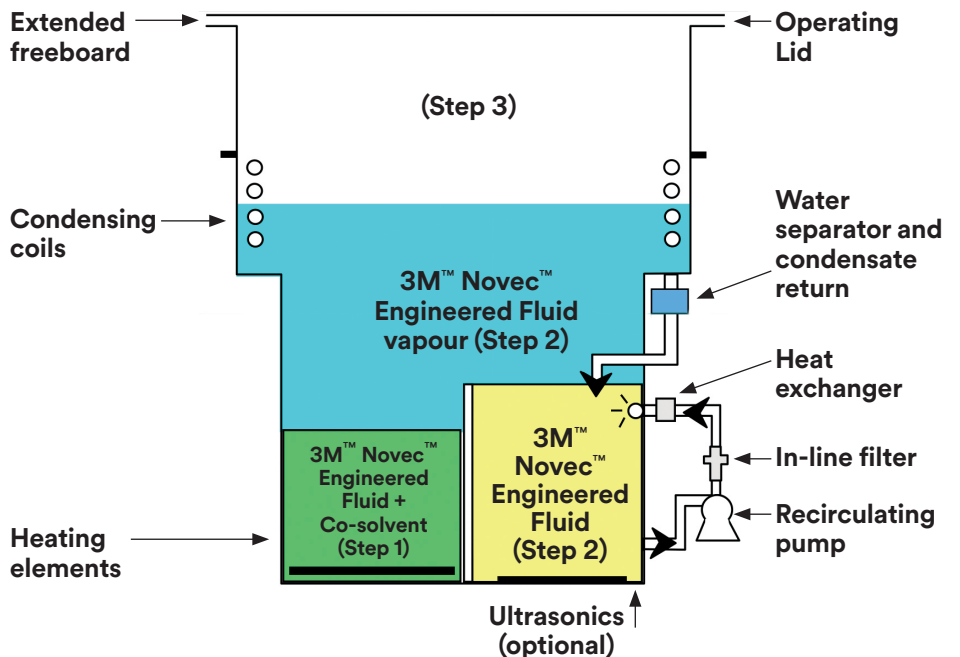 Extended
freeboard
Operating
Lid
(Step 3)
Condensing
coils
Water
separator and
condensate
return
3M™ Novec™
Engineered Fluid
vapour (Step 2)
Heat
exchanger
3M™ Novec™
Engineered
Fluid +
Co-solvent
(Step 1)
3M™
Novec™
Engineered
Fluid
(Step 2)
In-line filter
Recirculating
pump
Heating
elements
Ultrasonics
(optional)